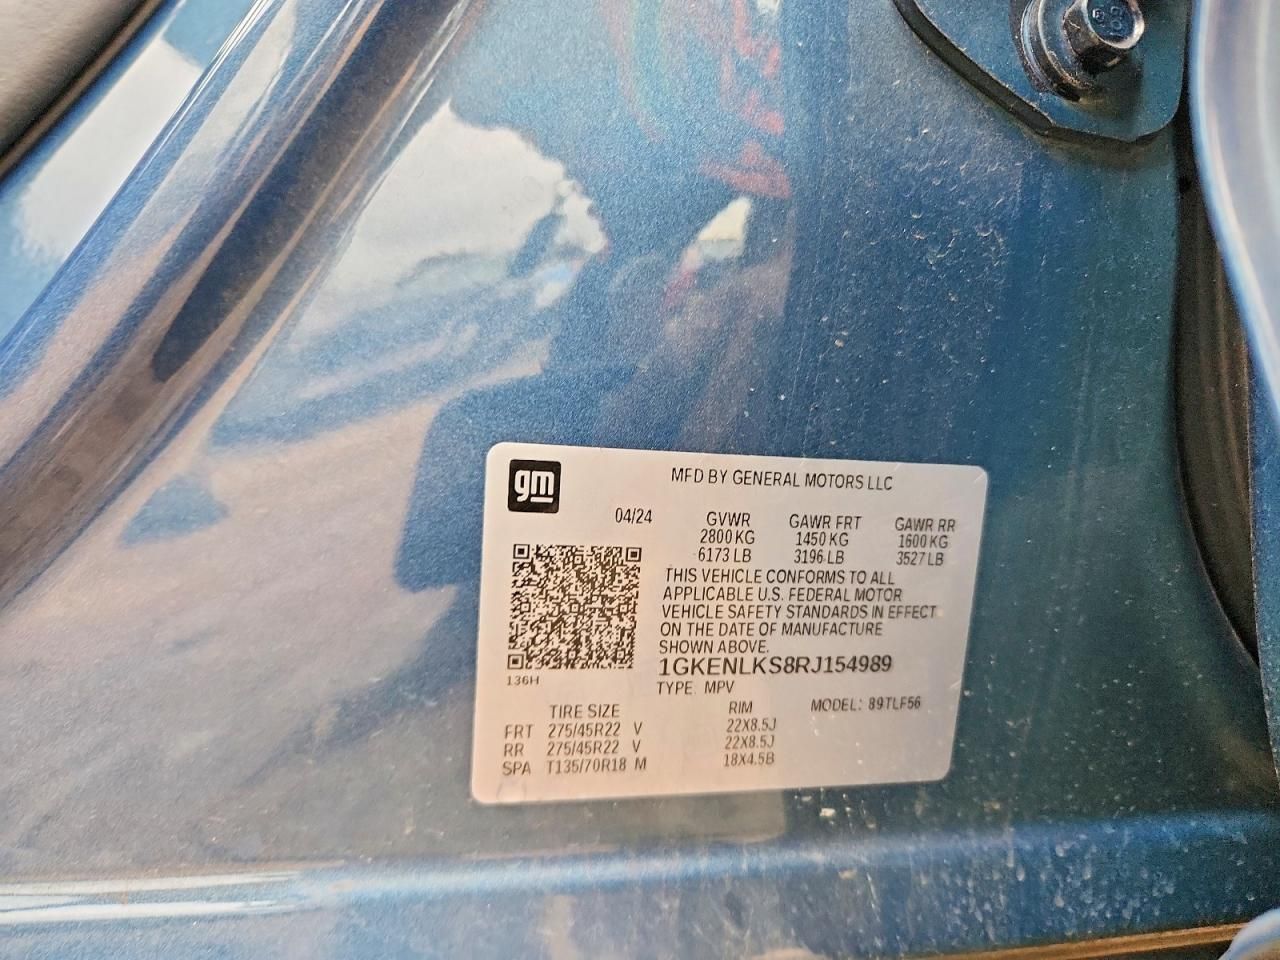 gm
MFD BY GENERAL MOTORS LLC
04/24 GVWR GAWR FRT GAWR RR
2800 KG 1450 KG 1600 KG
6173 LB 3196 LB 3527 LB
THIS VEHICLE CONFORMS TO ALL
APPLICABLE U.S. FEDERAL MOTOR
VEHICLE SAFETY STANDARDS IN EFFECT
ON THE DATE OF MANUFACTURE
SHOWN ABOVE.
1GKENLKS8RJ154989
136H
TYPE: MPV
TIRE SIZE RIM MODEL: 89TLF56
FRT 275/45R22 V 22X8.5J
RR 275/45R22 V 22X8.5J
SPA T135/70R18 M 18X4.5B